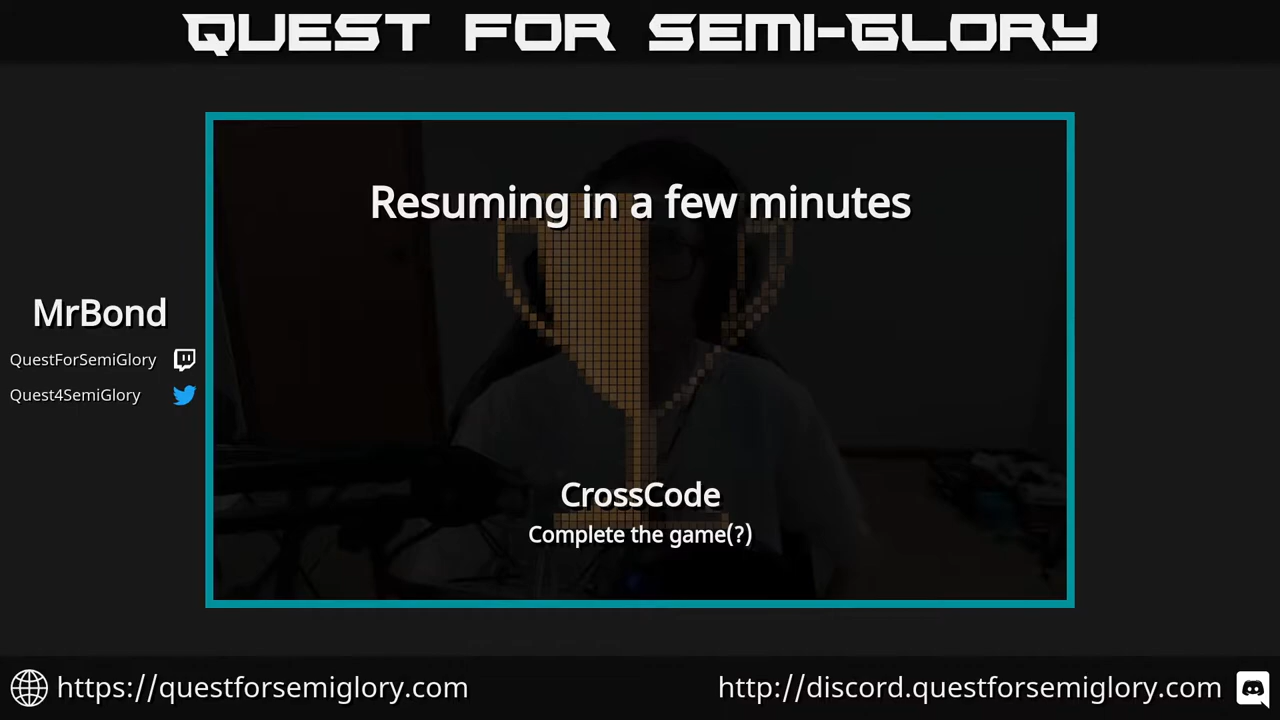 QUEST FOR SEMI-GLORY
Resuming in a few minutes
MrBond
QuestForSemiGlory
Quest4SemiGlory
CrossCode
Complete the game(?)
https://questforsemiglory.com
http://discord.questforsemiglory.com